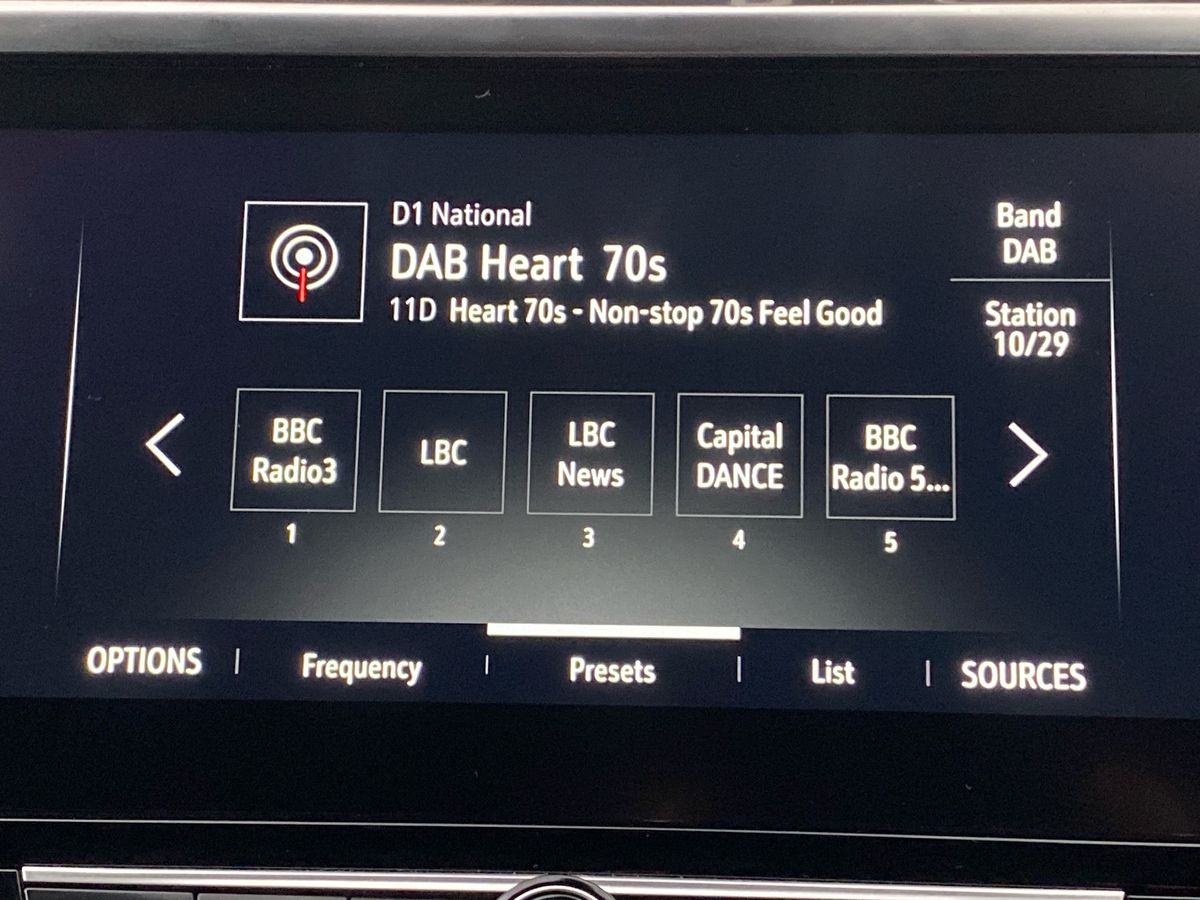 D1 National
DAB Heart 70s
11D Heart 70s - Non-stop 70s Feel Good
Band
DAB
Station
10/29
BBC
Radio3
LBC
LBC
News
Capital
DANCE
BBC
Radio 5...
1 2 3 4 5
OPTIONS | Frequency | Presets | List | SOURCES